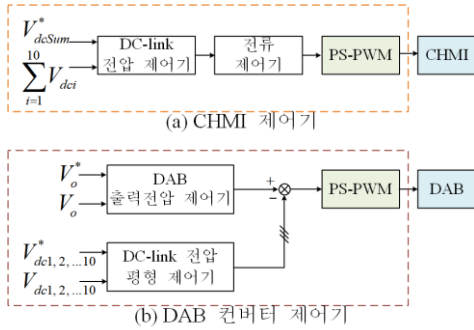 V*dcSum
10
∑ Vdci
i=1
DC-link
전압 제어기
전류
제어기
PS-PWM
CHMI
(a) CHMI 제어기
V*o
Vo
DAB
출력전압 제어기
+
−
PS-PWM
DAB
V*dc1, 2, ...10
Vdc1, 2, ...10
DC-link 전압
평형 제어기
(b) DAB 컨버터 제어기